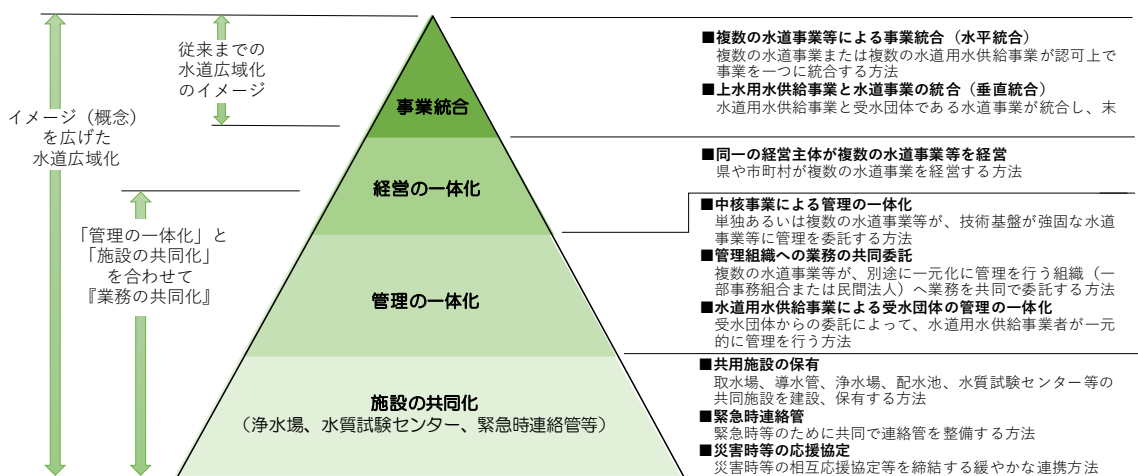 従来までの
水道広域化
のイメージ
イメージ（概念）
を広げた
水道広域化
「管理の一体化」と
「施設の共同化」
を合わせて
『業務の共同化』
事業統合
経営の一体化
管理の一体化
施設の共同化
（浄水場、水質試験センター、緊急時連絡管等）
■複数の水道事業等による事業統合（水平統合）
複数の水道事業または複数の水道用水供給事業が認可上で
事業を一つに統合する方法
■上水用水供給事業と水道事業の統合（垂直統合）
水道用水供給事業と受水団体である水道事業が統合し、末
■同一の経営主体が複数の水道事業等を経営
県や市町村が複数の水道事業を経営する方法
■中核事業による管理の一体化
単独あるいは複数の水道事業等が、技術基盤が強固な水道
事業等に管理を委託する方法
■管理組織への業務の共同委託
複数の水道事業等が、別途に一元化に管理を行う組織（一
部事務組合または民間法人）へ業務を共同で委託する方法
■水道用水供給事業による受水団体の管理の一体化
受水団体からの委託によって、水道用水供給事業者が一元
的に管理を行う方法
■共用施設の保有
取水場、導水管、浄水場、配水池、水質試験センター等の
共同施設を建設、保有する方法
■緊急時連絡管
緊急時等のために共同で連絡管を整備する方法
■災害時等の応援協定
災害時等の相互応援協定等を締結する緩やかな連携方法